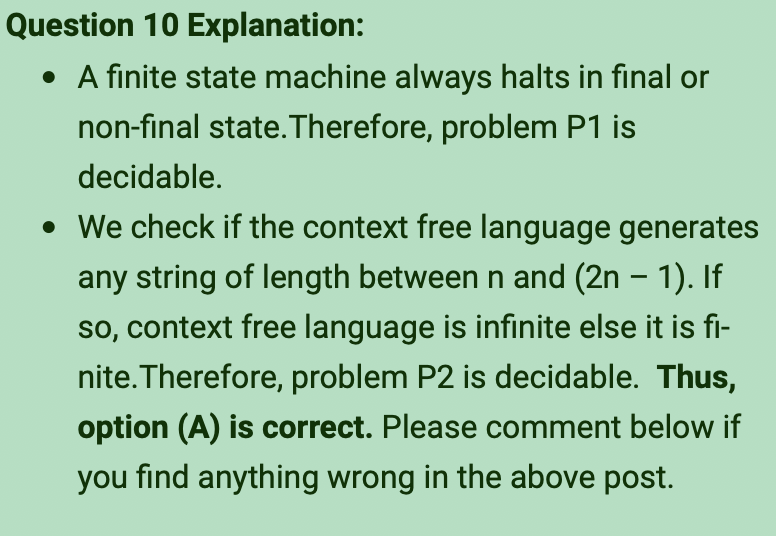 Question 10 Explanation:
• A finite state machine always halts in final or
non-final state.Therefore, problem P1 is
decidable.
• We check if the context free language generates
any string of length between n and (2n – 1). If
so, context free language is infinite else it is fi-
nite.Therefore, problem P2 is decidable.  Thus,
option (A) is correct. Please comment below if
you find anything wrong in the above post.